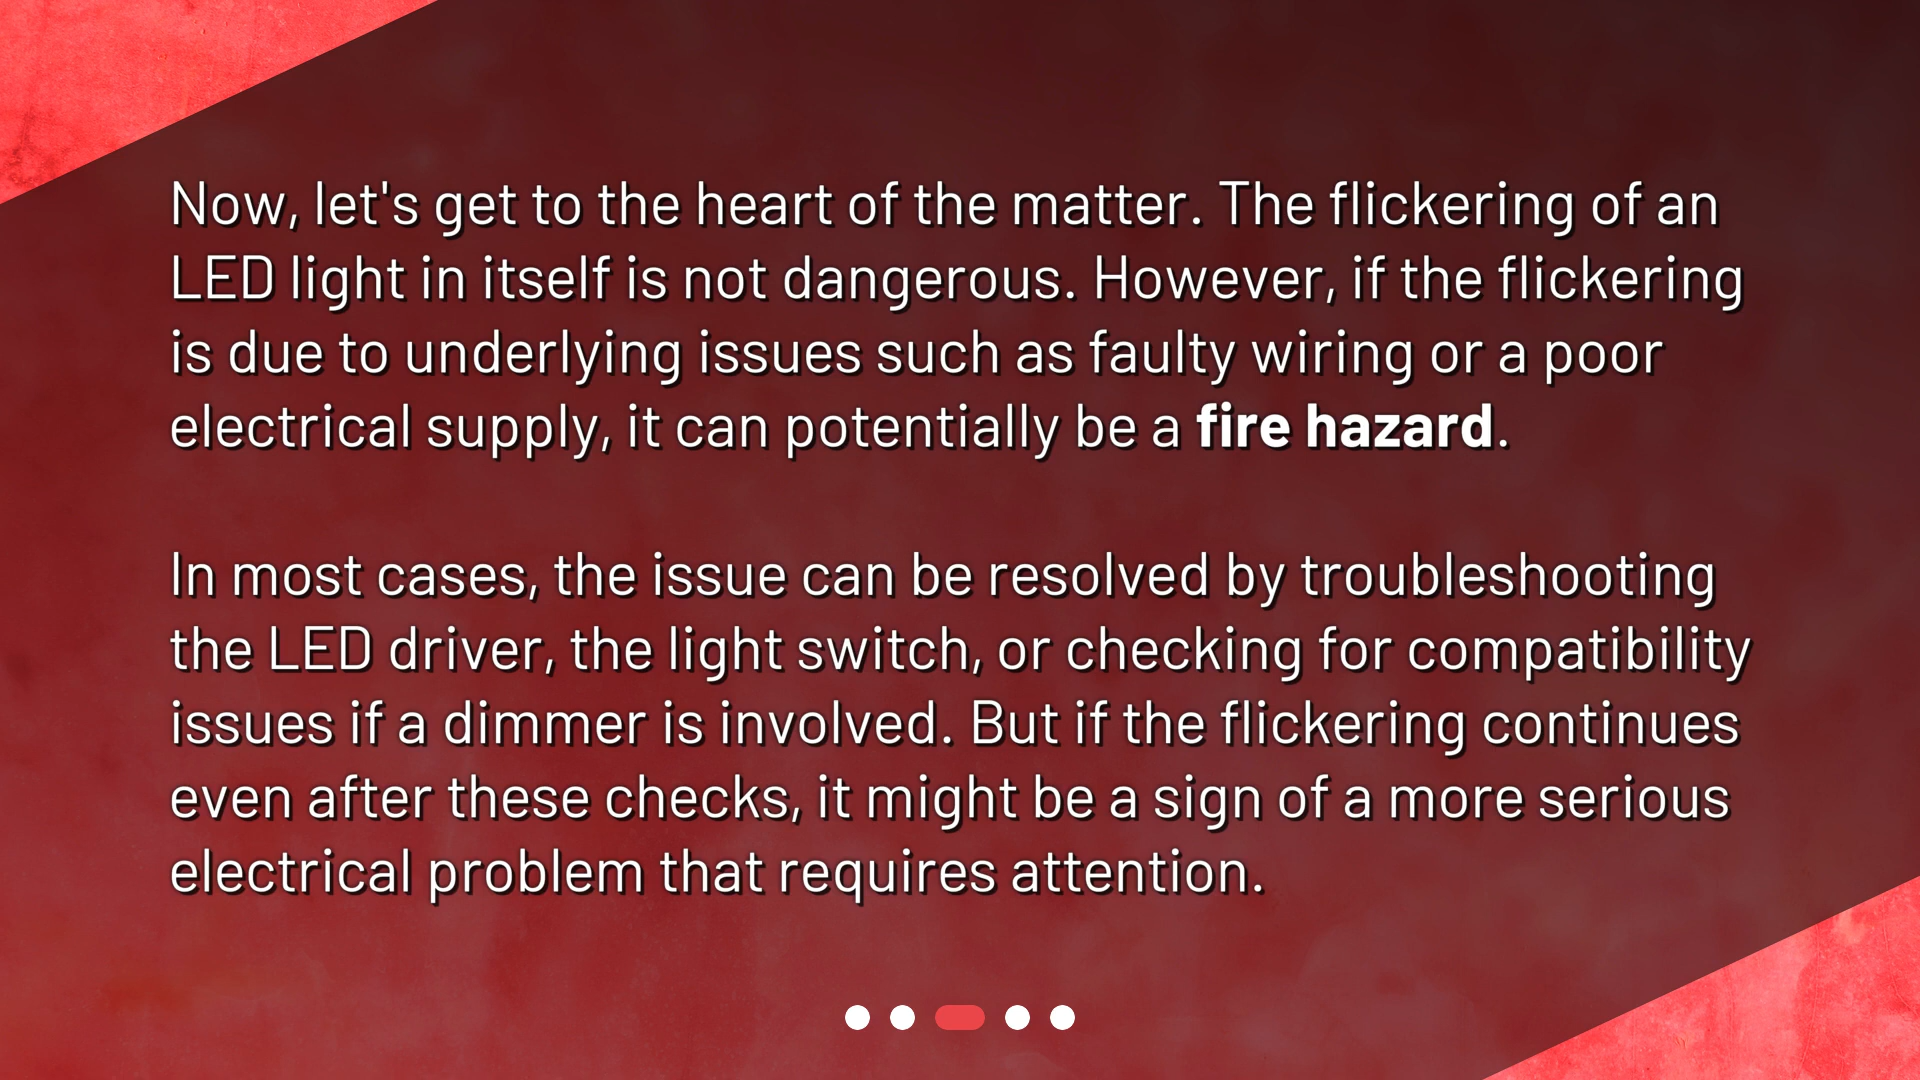 Now, let's get to the heart of the matter. The flickering of an
LED light in itself is not dangerous. However, if the flickering
is due to underlying issues such as faulty wiring or a poor
electrical supply, it can potentially be a fire hazard.
In most cases, the issue can be resolved by troubleshooting
the LED driver, the light switch, or checking for compatibility
issues if a dimmer is involved. But if the flickering continues
even after these checks, it might be a sign of a more serious
electrical problem that requires attention.